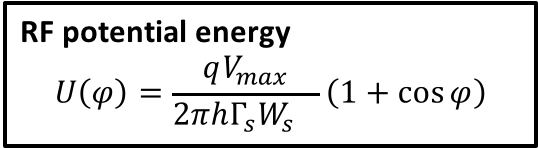 RF potential energy
U(φ) = qV_max / 2πhΓ_sW_s (1 + cos φ)